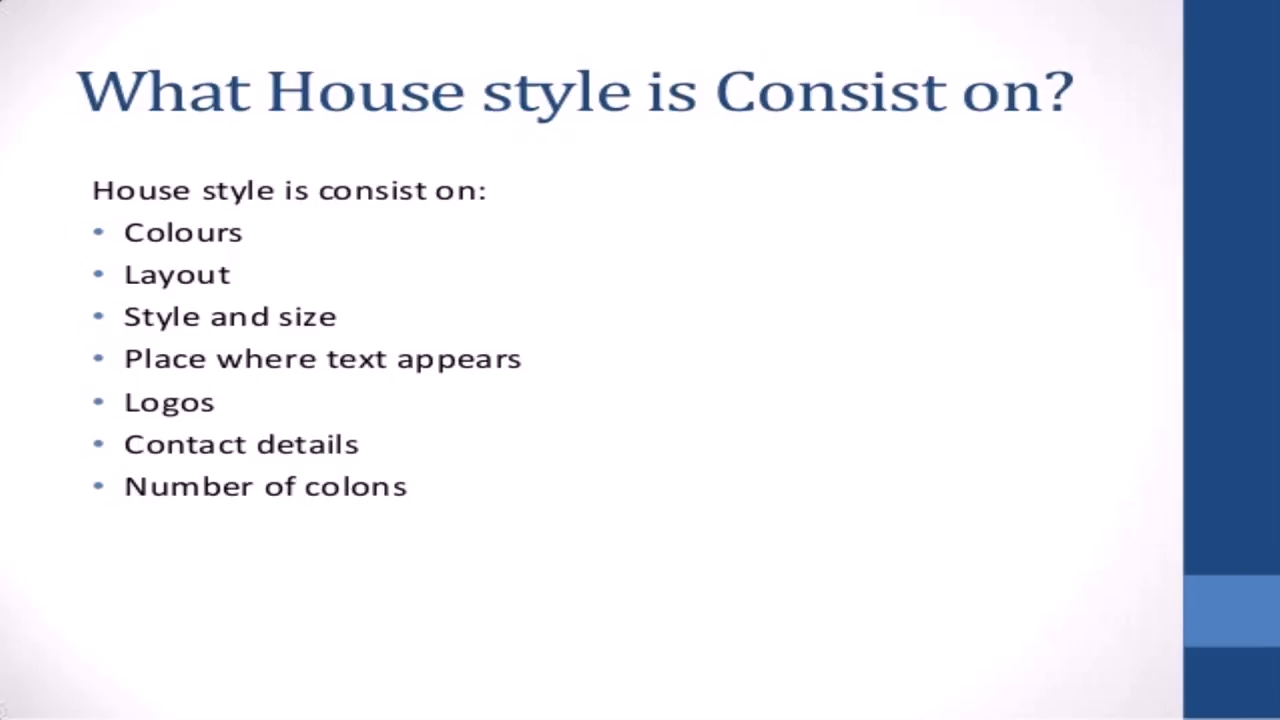 What House style is Consist on?
House style is consist on:
• Colours
• Layout
• Style and size
• Place where text appears
• Logos
• Contact details
• Number of colons